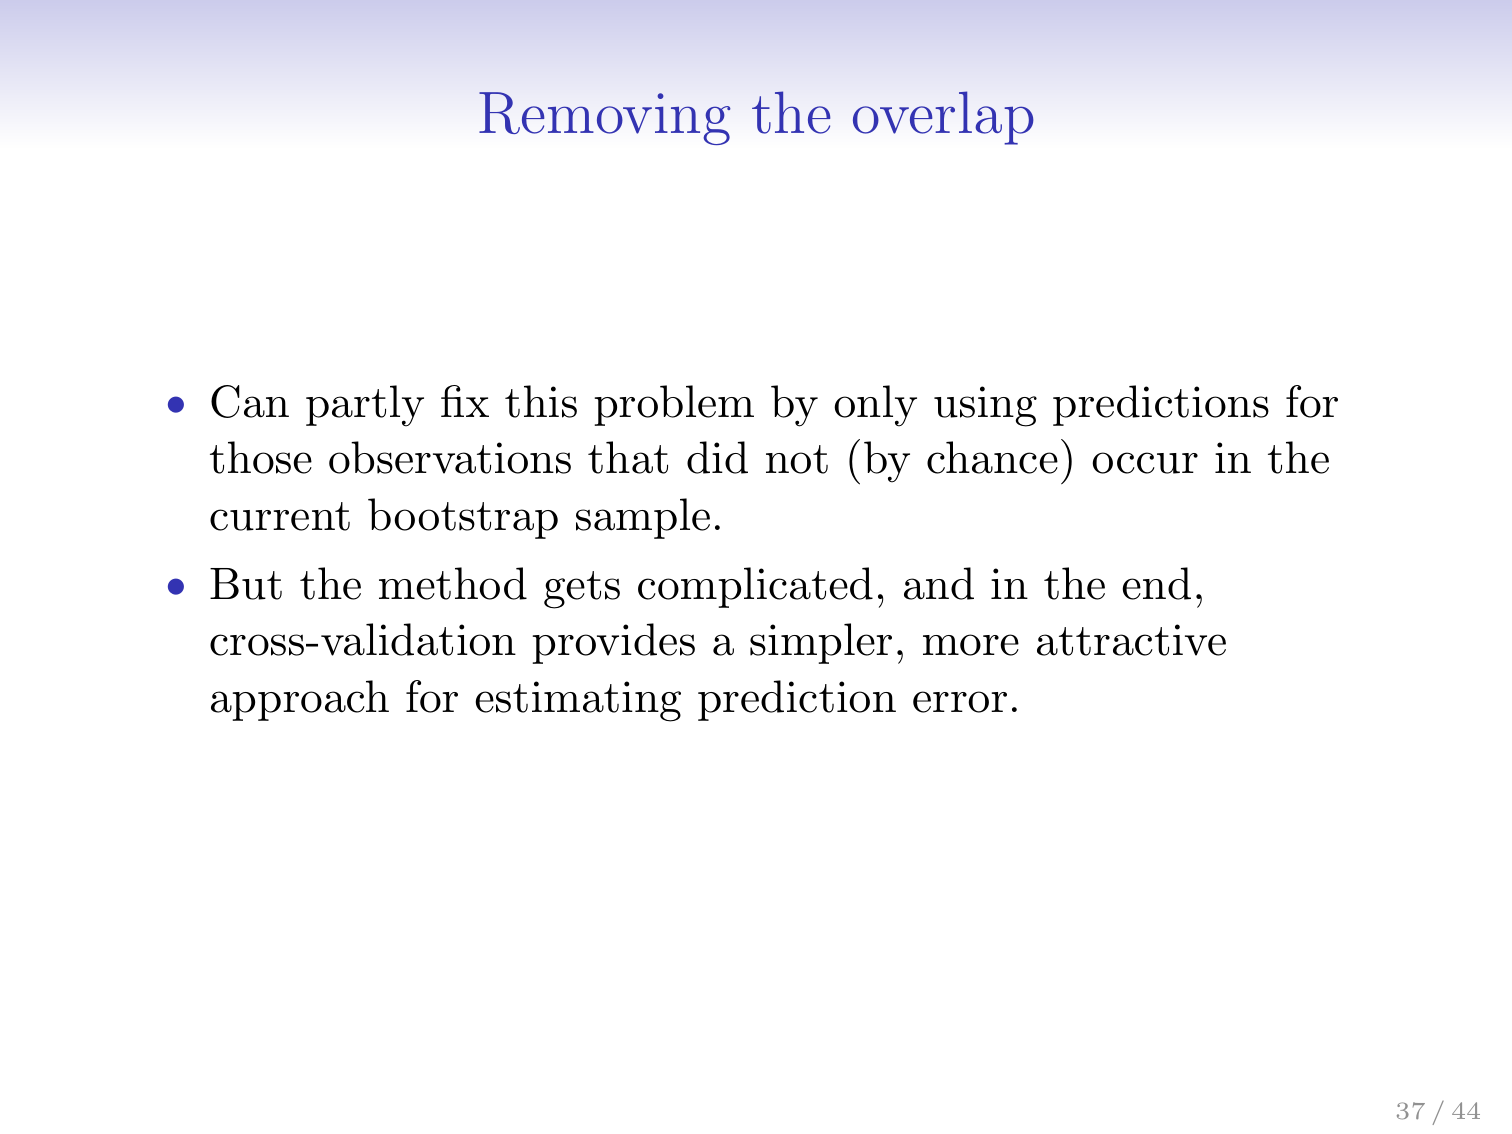 Removing the overlap
• Can partly fix this problem by only using predictions for
those observations that did not (by chance) occur in the
current bootstrap sample.
• But the method gets complicated, and in the end,
cross-validation provides a simpler, more attractive
approach for estimating prediction error.
37 / 44